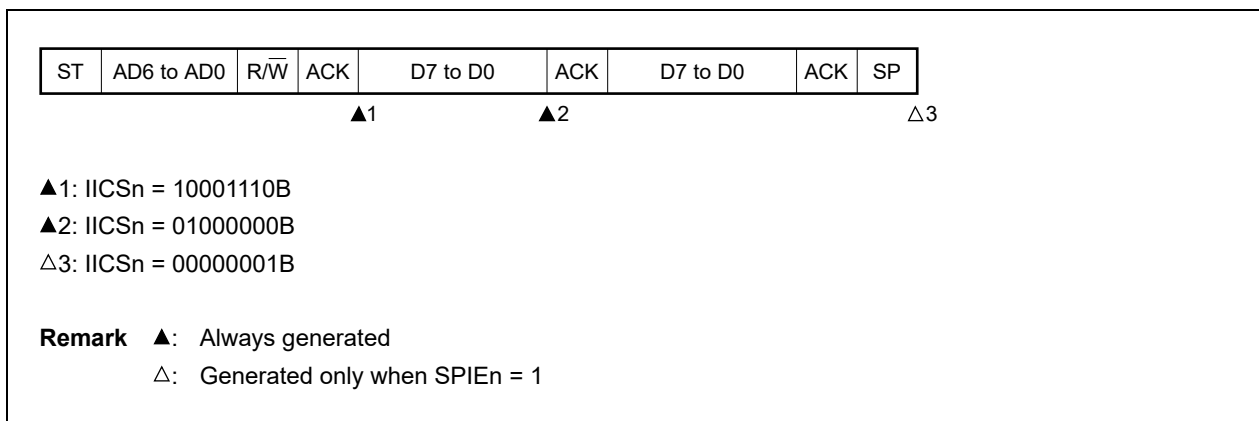 ST AD6 to AD0 R/W̅ ACK D7 to D0 ACK D7 to D0 ACK SP
▲1 ▲2 △3
▲1: IICSn = 10001110B
▲2: IICSn = 01000000B
△3: IICSn = 00000001B
Remark ▲: Always generated
△: Generated only when SPIEn = 1